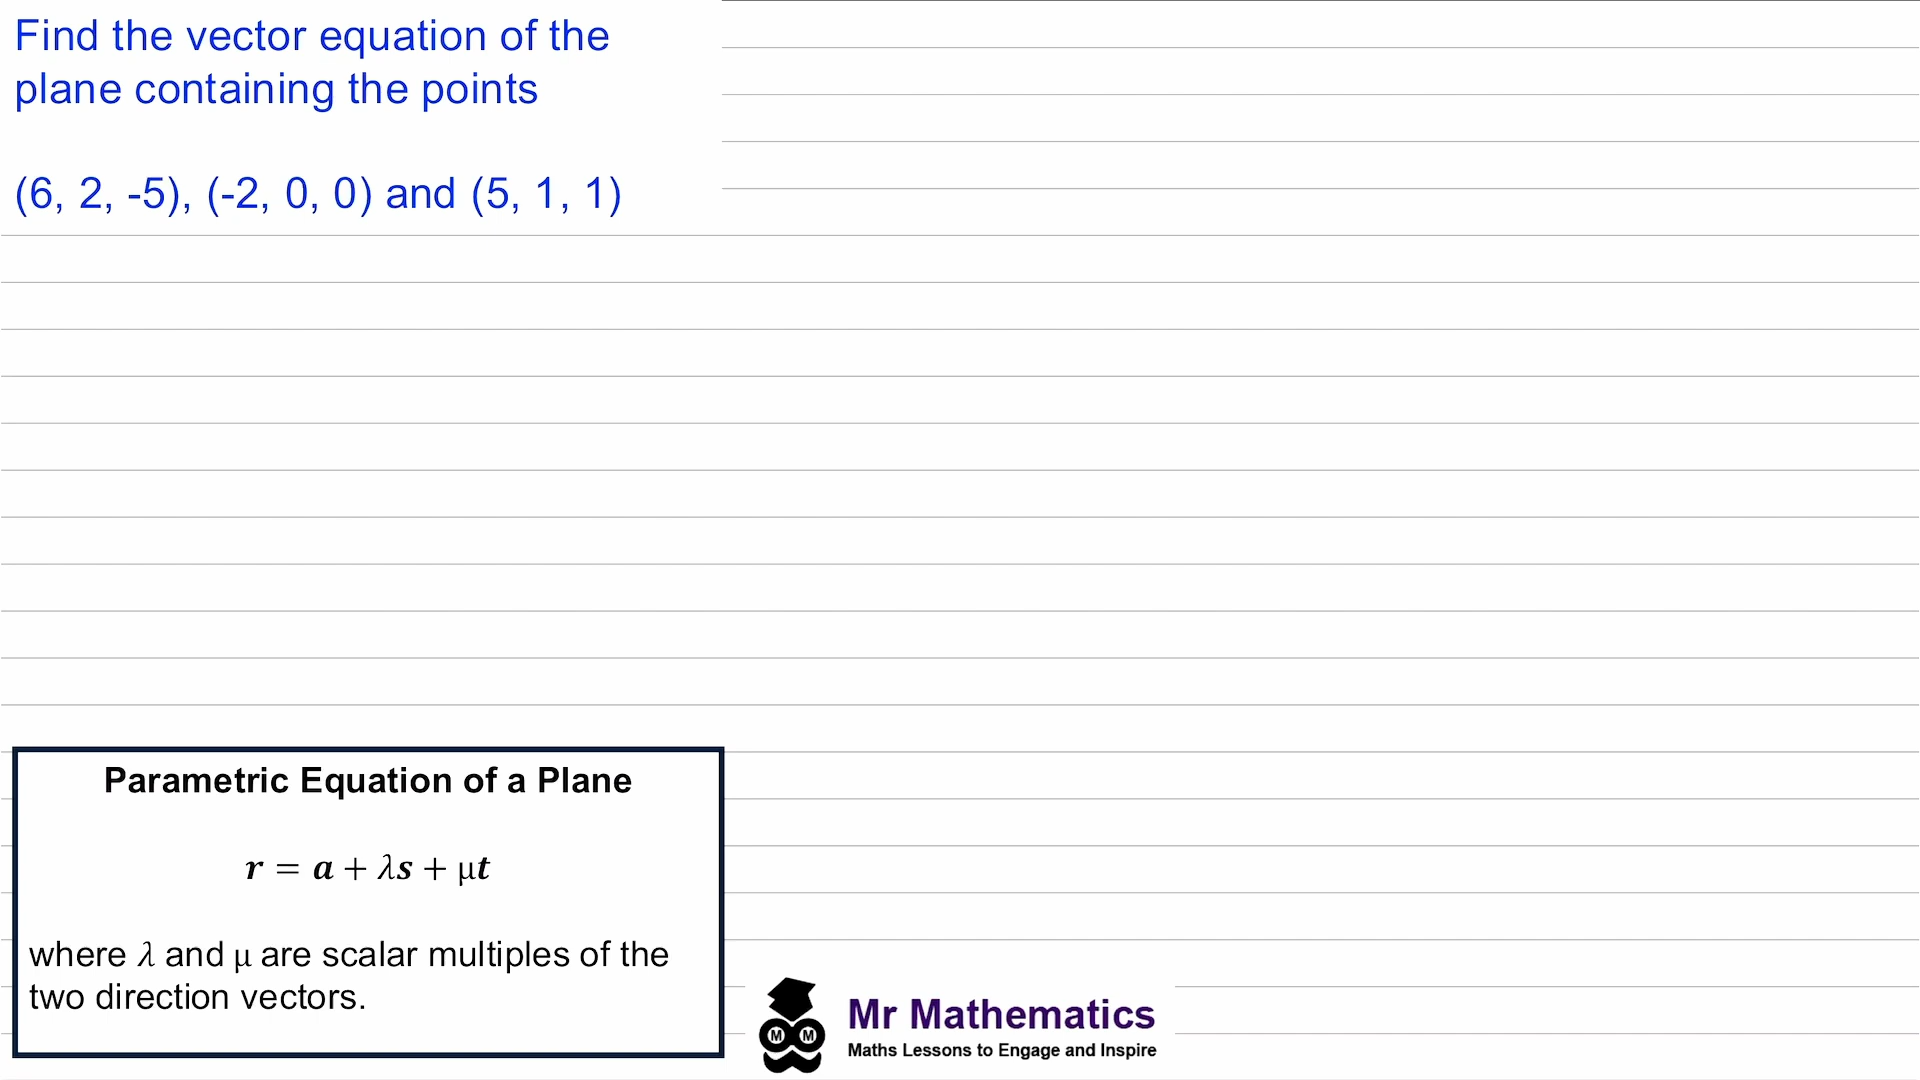 Find the vector equation of the
plane containing the points
(6, 2, -5), (-2, 0, 0) and (5, 1, 1)
Parametric Equation of a Plane
r = a + λs + μt
where λ and μ are scalar multiples of the
two direction vectors.
M M
Mr Mathematics
Maths Lessons to Engage and Inspire